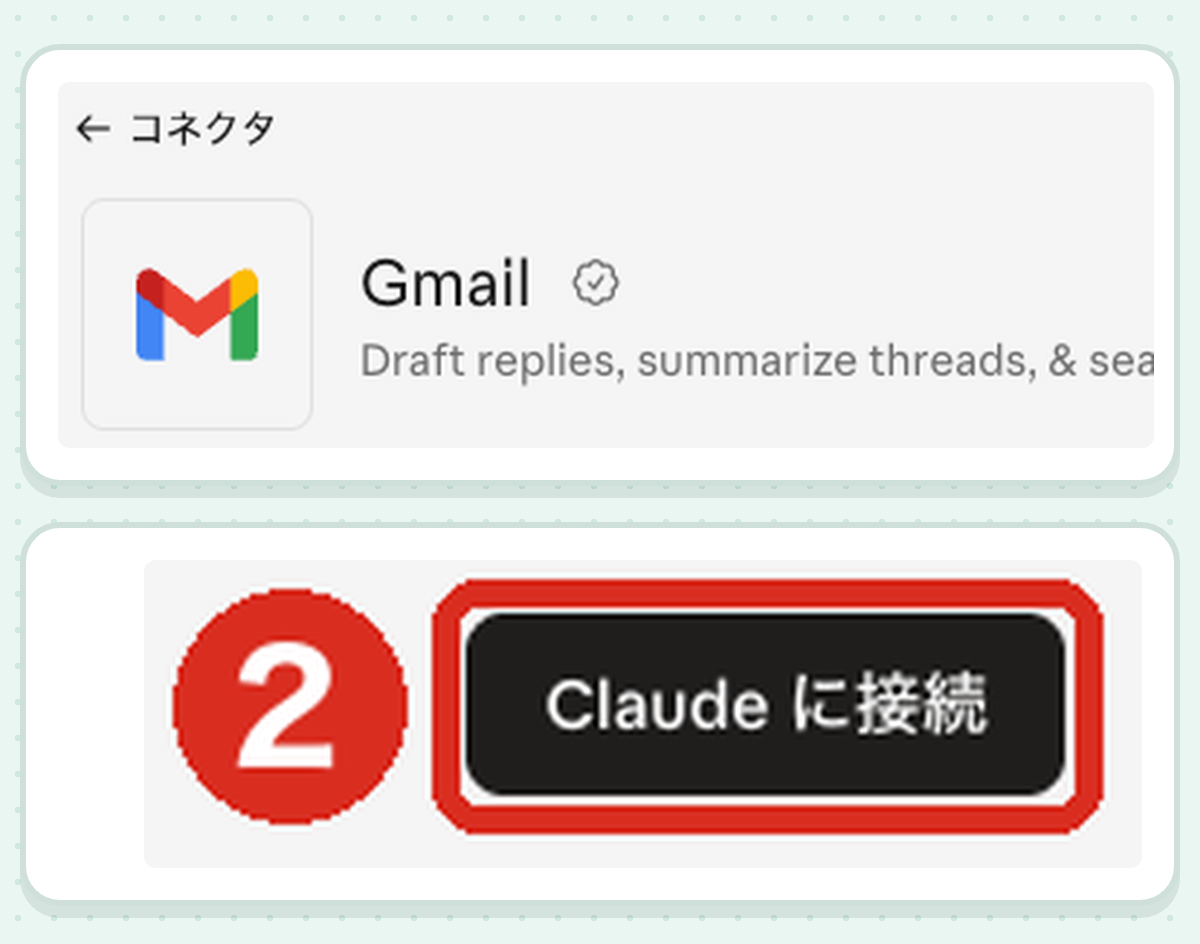 ← コネクタ
Gmail
Draft replies, summarize threads, & sea
2
Claude に接続